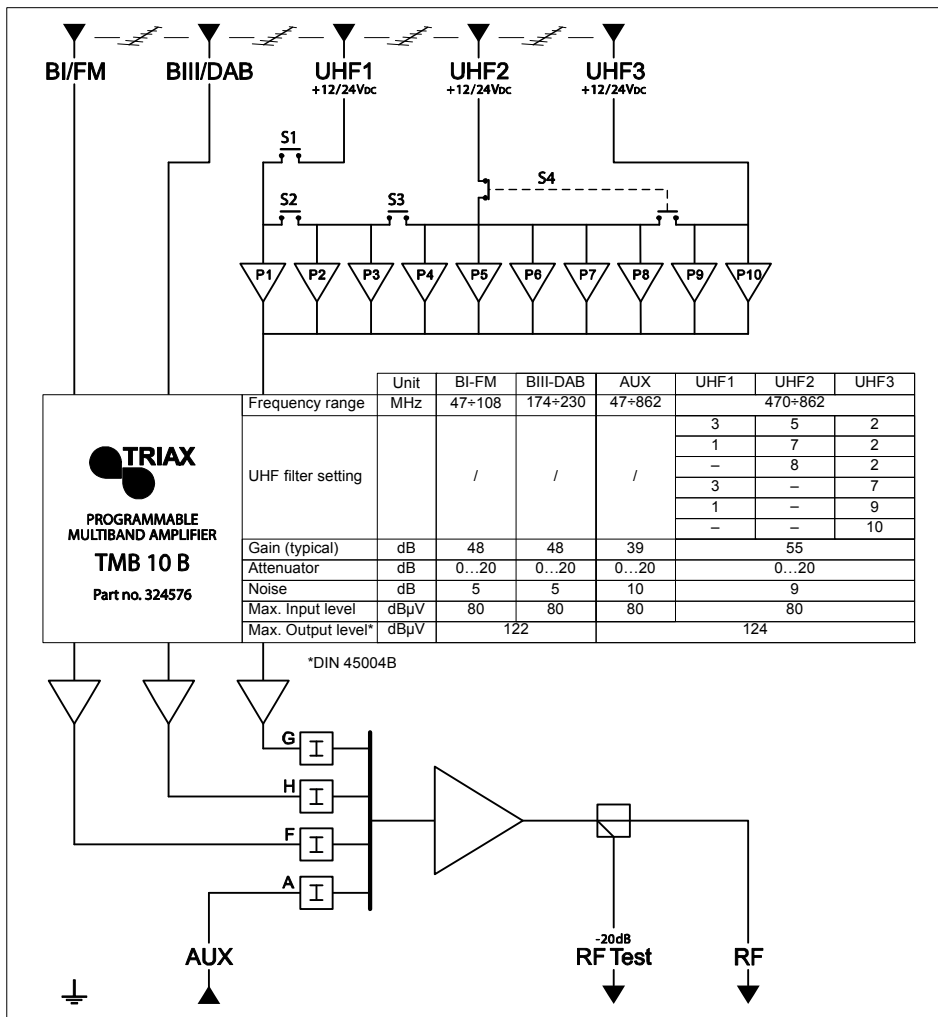 BI/FM BIII/DAB UHF1 UHF2 UHF3
+12/24VDC +12/24VDC +12/24VDC
S1
S4
S2 S3
P1 P2 P3 P4 P5 P6 P7 P8 P9 P10
Unit BI-FM BIII-DAB AUX UHF1 UHF2 UHF3
Frequency range MHz 47÷108 174÷230 47÷862 470÷862
UHF filter setting / / /
3 5 2
1 7 2
– 8 2
3 – 7
1 – 9
– – 10
Gain (typical) dB 48 48 39 55
Attenuator dB 0...20 0...20 0...20 0...20
Noise dB 5 5 10 9
Max. Input level dBµV 80 80 80 80
Max. Output level* dBµV 122 124
TRIAX
PROGRAMMABLE
MULTIBAND AMPLIFIER
TMB 10 B
Part no. 324576
*DIN 45004B
G
H
F
A
AUX
-20dB
RF Test
RF